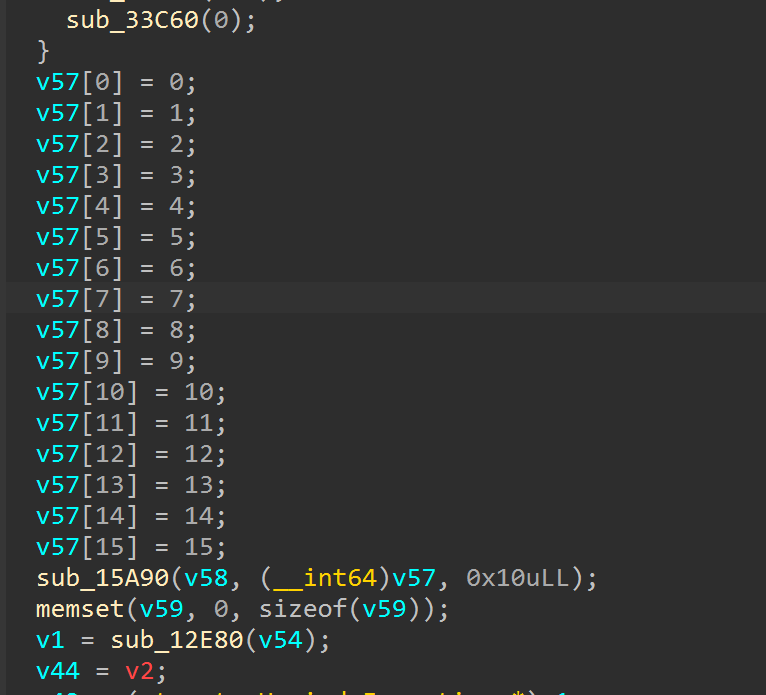 sub_33C60(0);
}
v57[0] = 0;
v57[1] = 1;
v57[2] = 2;
v57[3] = 3;
v57[4] = 4;
v57[5] = 5;
v57[6] = 6;
v57[7] = 7;
v57[8] = 8;
v57[9] = 9;
v57[10] = 10;
v57[11] = 11;
v57[12] = 12;
v57[13] = 13;
v57[14] = 14;
v57[15] = 15;
sub_15A90(v58, (__int64)v57, 0x10uLL);
memset(v59, 0, sizeof(v59));
v1 = sub_12E80(v54);
v44 = v2;